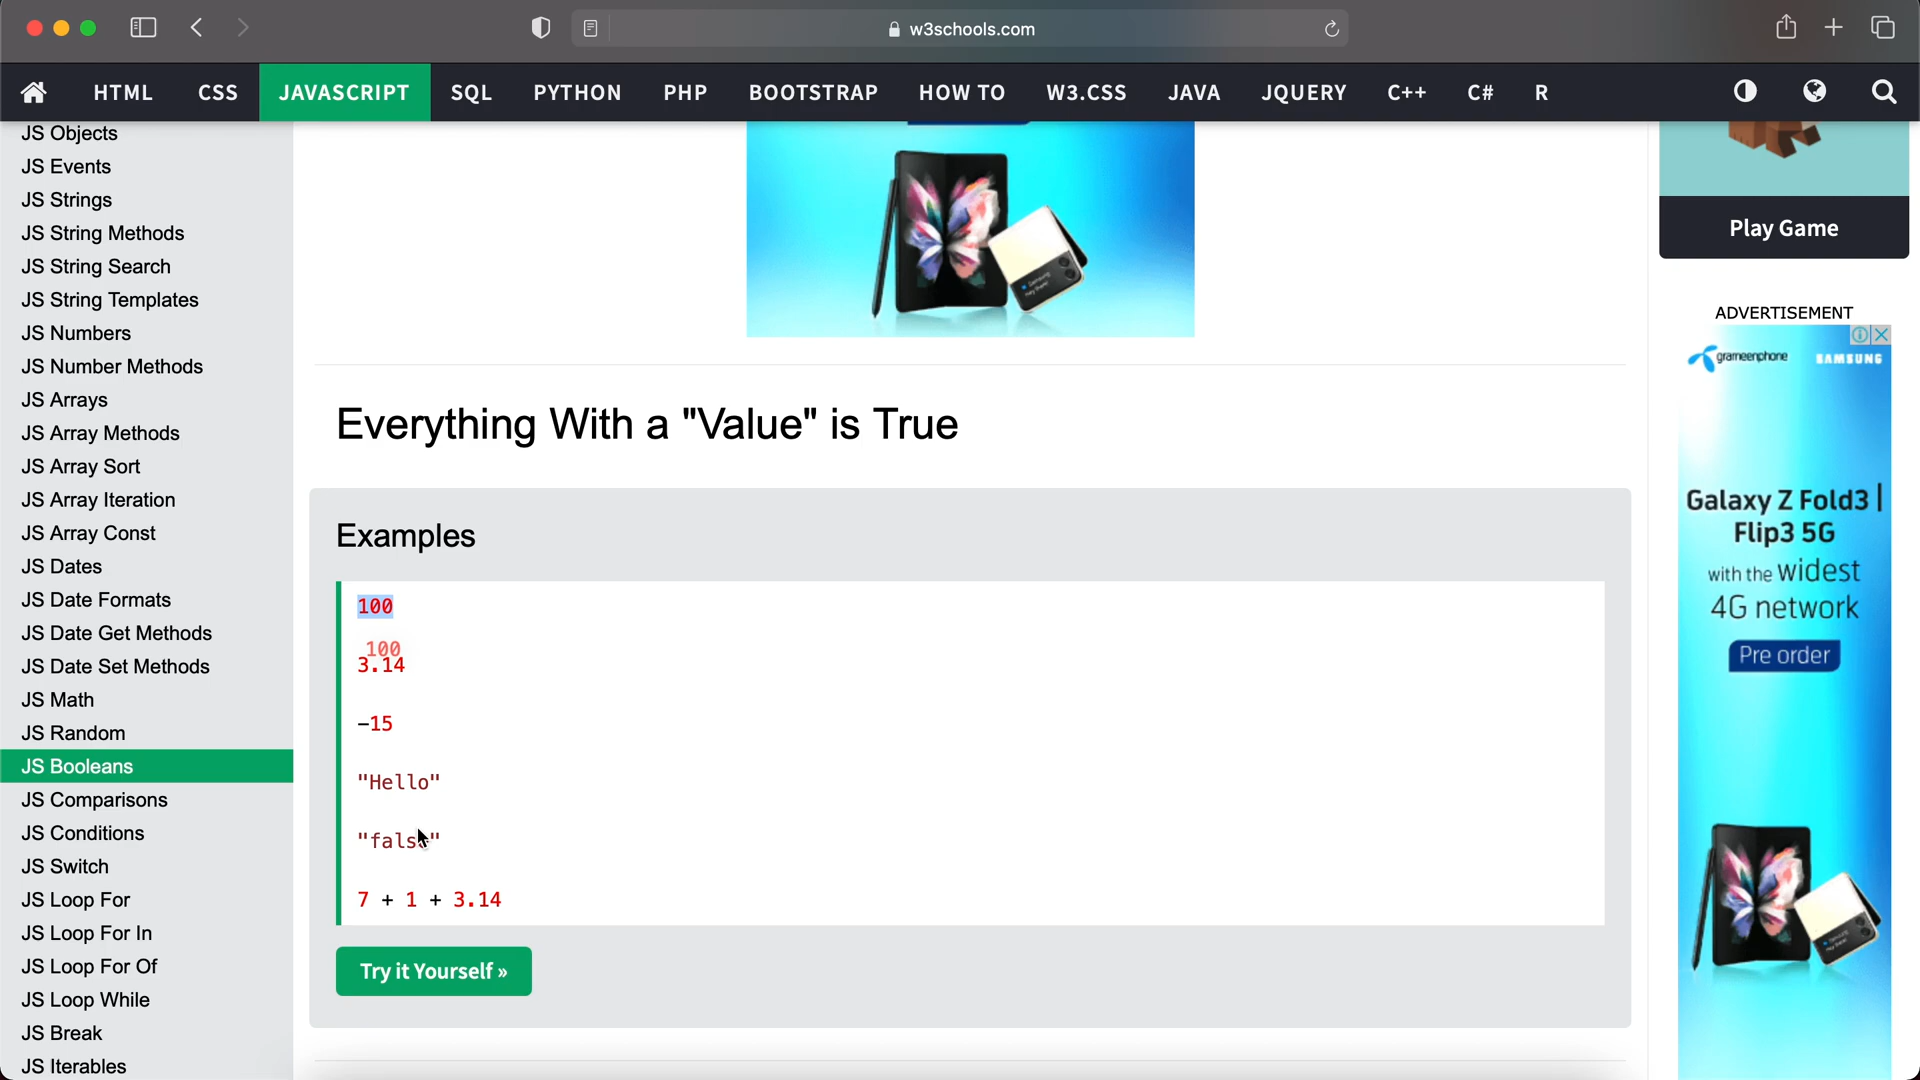 w3schools.com
HTML CSS JAVASCRIPT SQL PYTHON PHP BOOTSTRAP HOW TO W3.CSS JAVA JQUERY C++ C# R
JS Objects
JS Events
JS Strings
JS String Methods
JS String Search
JS String Templates
JS Numbers
JS Number Methods
JS Arrays
JS Array Methods
JS Array Sort
JS Array Iteration
JS Array Const
JS Dates
JS Date Formats
JS Date Get Methods
JS Date Set Methods
JS Math
JS Random
JS Booleans
JS Comparisons
JS Conditions
JS Switch
JS Loop For
JS Loop For In
JS Loop For Of
JS Loop While
JS Break
JS Iterables
Everything With a "Value" is True
Examples
100
100
3.14
-15
"Hello"
"false"
7 + 1 + 3.14
Try it Yourself »
Play Game
ADVERTISEMENT
grameenphone SAMSUNG
Galaxy Z Fold3 |
Flip3 5G
with the widest
4G network
Pre order